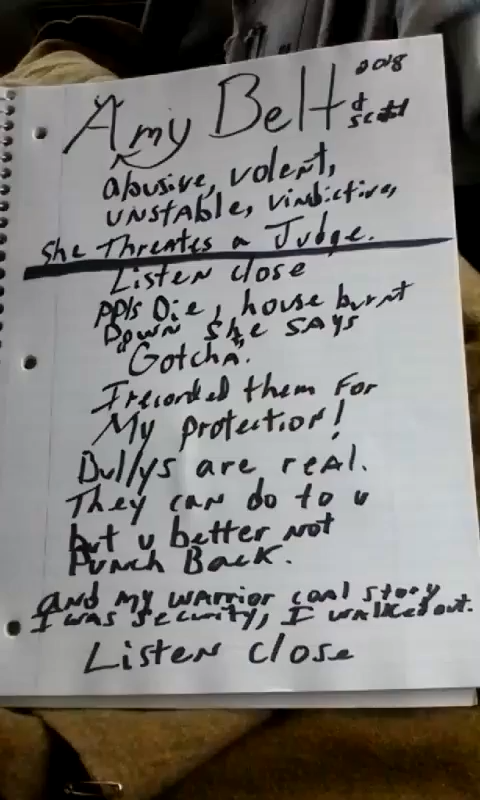 2018
Amy Belt &
Scott
abusive, volent,
unstable, vindictive,
She Threates a Judge.
Listen close
ppls Die, house burnt
Down she says
"Gotcha".
I recorded them for
My protection!
Bullys are real.
They can do to u
but u better not
Punch Back.
and my warrior coal story
I was security, I walked out.
Listen close